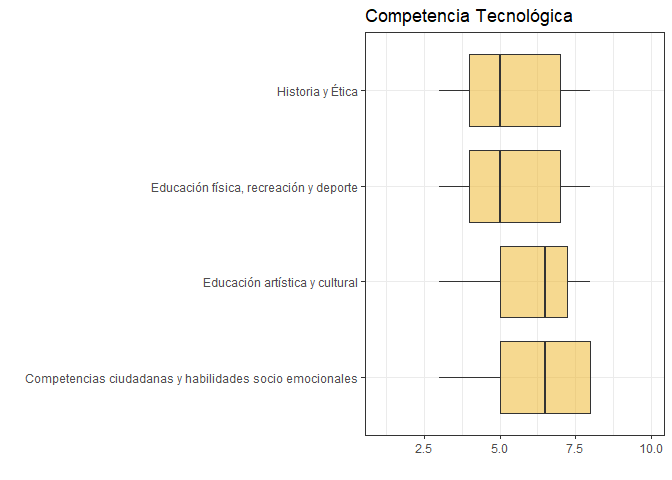 Competencia Tecnológica
Historia y Ética
Educación física, recreación y deporte
Educación artística y cultural
Competencias ciudadanas y habilidades socio emocionales
2.5 5.0 7.5 10.0